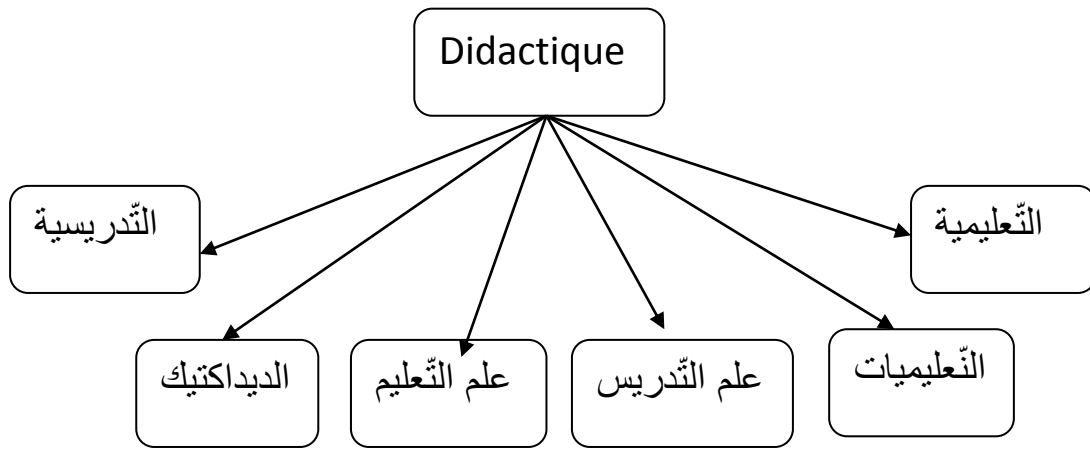 Didactique
التّعليمية
التّدريسية
النّعليميات
علم التّدريس
علم التّعليم
الديداكتيك